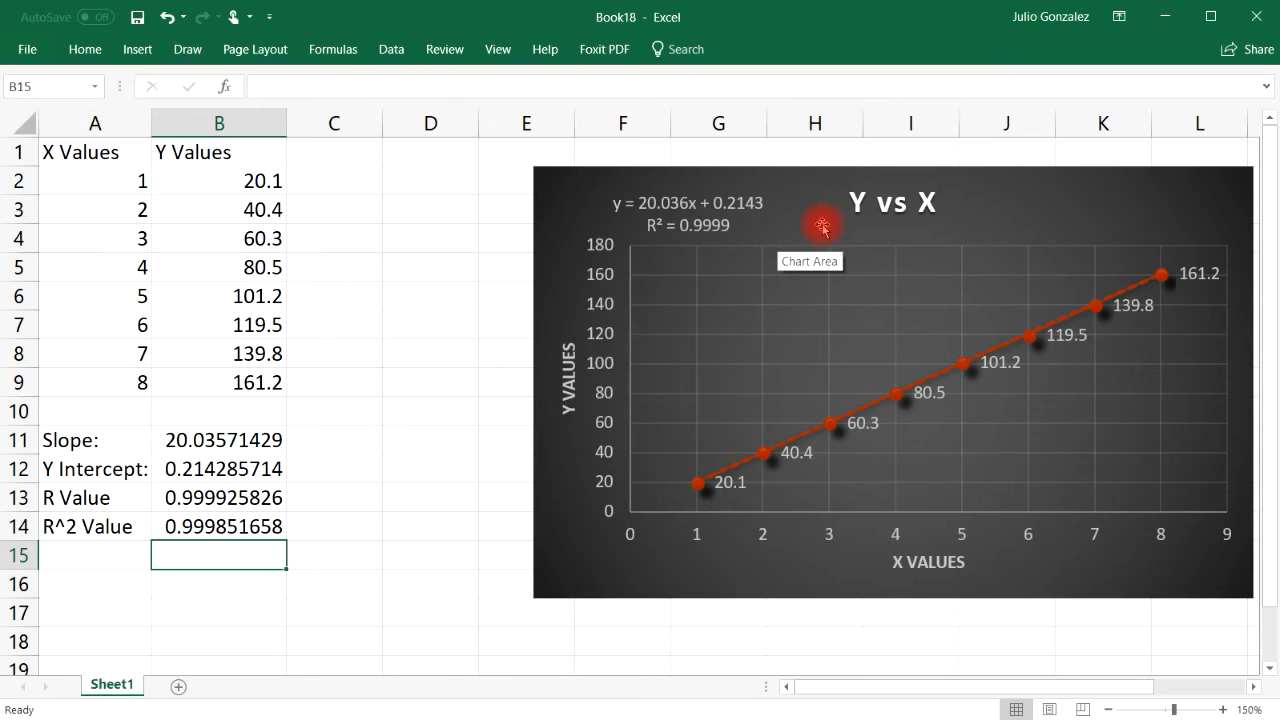 AutoSave Off
Book18 - Excel
Julio Gonzalez
File Home Insert Draw Page Layout Formulas Data Review View Help Foxit PDF Search Share
B15
fx
A B C D E F G H I J K L
1 X Values Y Values
2 1 20.1
3 2 40.4
4 3 60.3
5 4 80.5
6 5 101.2
7 6 119.5
8 7 139.8
9 8 161.2
10
11 Slope: 20.03571429
12 Y Intercept: 0.214285714
13 R Value 0.999925826
14 R^2 Value 0.999851658
15
16
17
18
19
Y vs X
y = 20.036x + 0.2143
R² = 0.9999
Chart Area
Y VALUES
180
160
140
120
100
80
60
40
20
0
20.1
40.4
60.3
80.5
101.2
119.5
139.8
161.2
0 1 2 3 4 5 6 7 8 9
X VALUES
Sheet1
Ready
150%